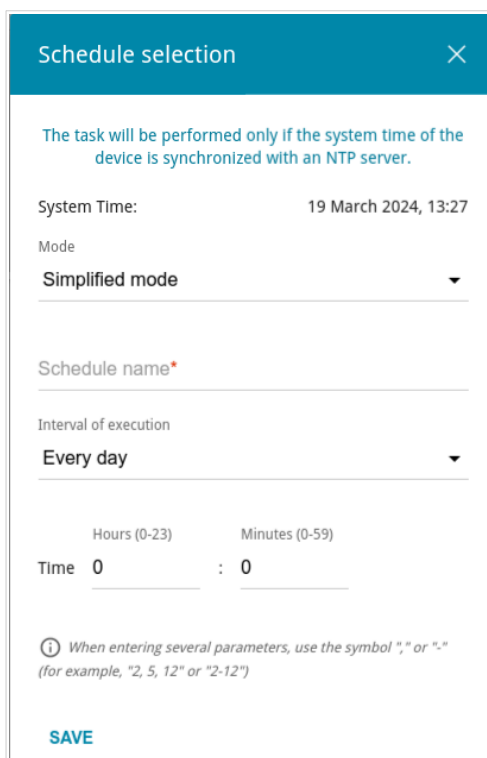 Schedule selection
The task will be performed only if the system time of the
device is synchronized with an NTP server.
System Time: 19 March 2024, 13:27
Mode
Simplified mode
Schedule name*
Interval of execution
Every day
Hours (0-23) Minutes (0-59)
Time 0 : 0
When entering several parameters, use the symbol "," or "-"
(for example, "2, 5, 12" or "2-12")
SAVE